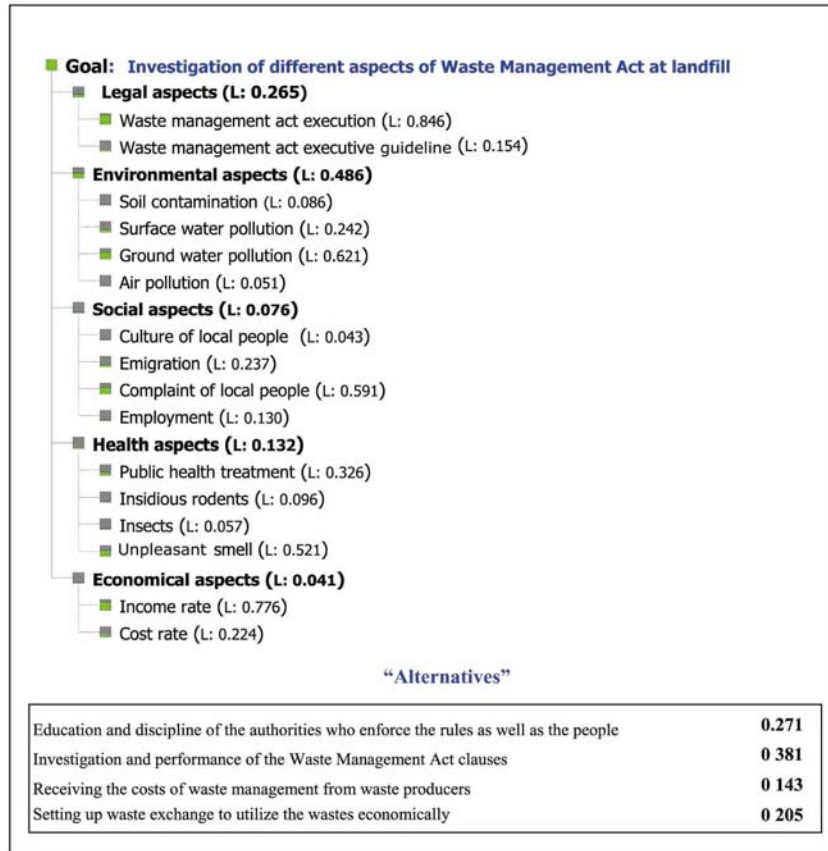 Goal: Investigation of different aspects of Waste Management Act at landfill
Legal aspects (L: 0.265)
Waste management act execution (L: 0.846)
Waste management act executive guideline (L: 0.154)
Environmental aspects (L: 0.486)
Soil contamination (L: 0.086)
Surface water pollution (L: 0.242)
Ground water pollution (L: 0.621)
Air pollution (L: 0.051)
Social aspects (L: 0.076)
Culture of local people (L: 0.043)
Emigration (L: 0.237)
Complaint of local people (L: 0.591)
Employment (L: 0.130)
Health aspects (L: 0.132)
Public health treatment (L: 0.326)
Insidious rodents (L: 0.096)
Insects (L: 0.057)
Unpleasant smell (L: 0.521)
Economical aspects (L: 0.041)
Income rate (L: 0.776)
Cost rate (L: 0.224)
“Alternatives”
Education and discipline of the authorities who enforce the rules as well as the people 0.271
Investigation and performance of the Waste Management Act clauses 0 381
Receiving the costs of waste management from waste producers 0 143
Setting up waste exchange to utilize the wastes economically 0 205